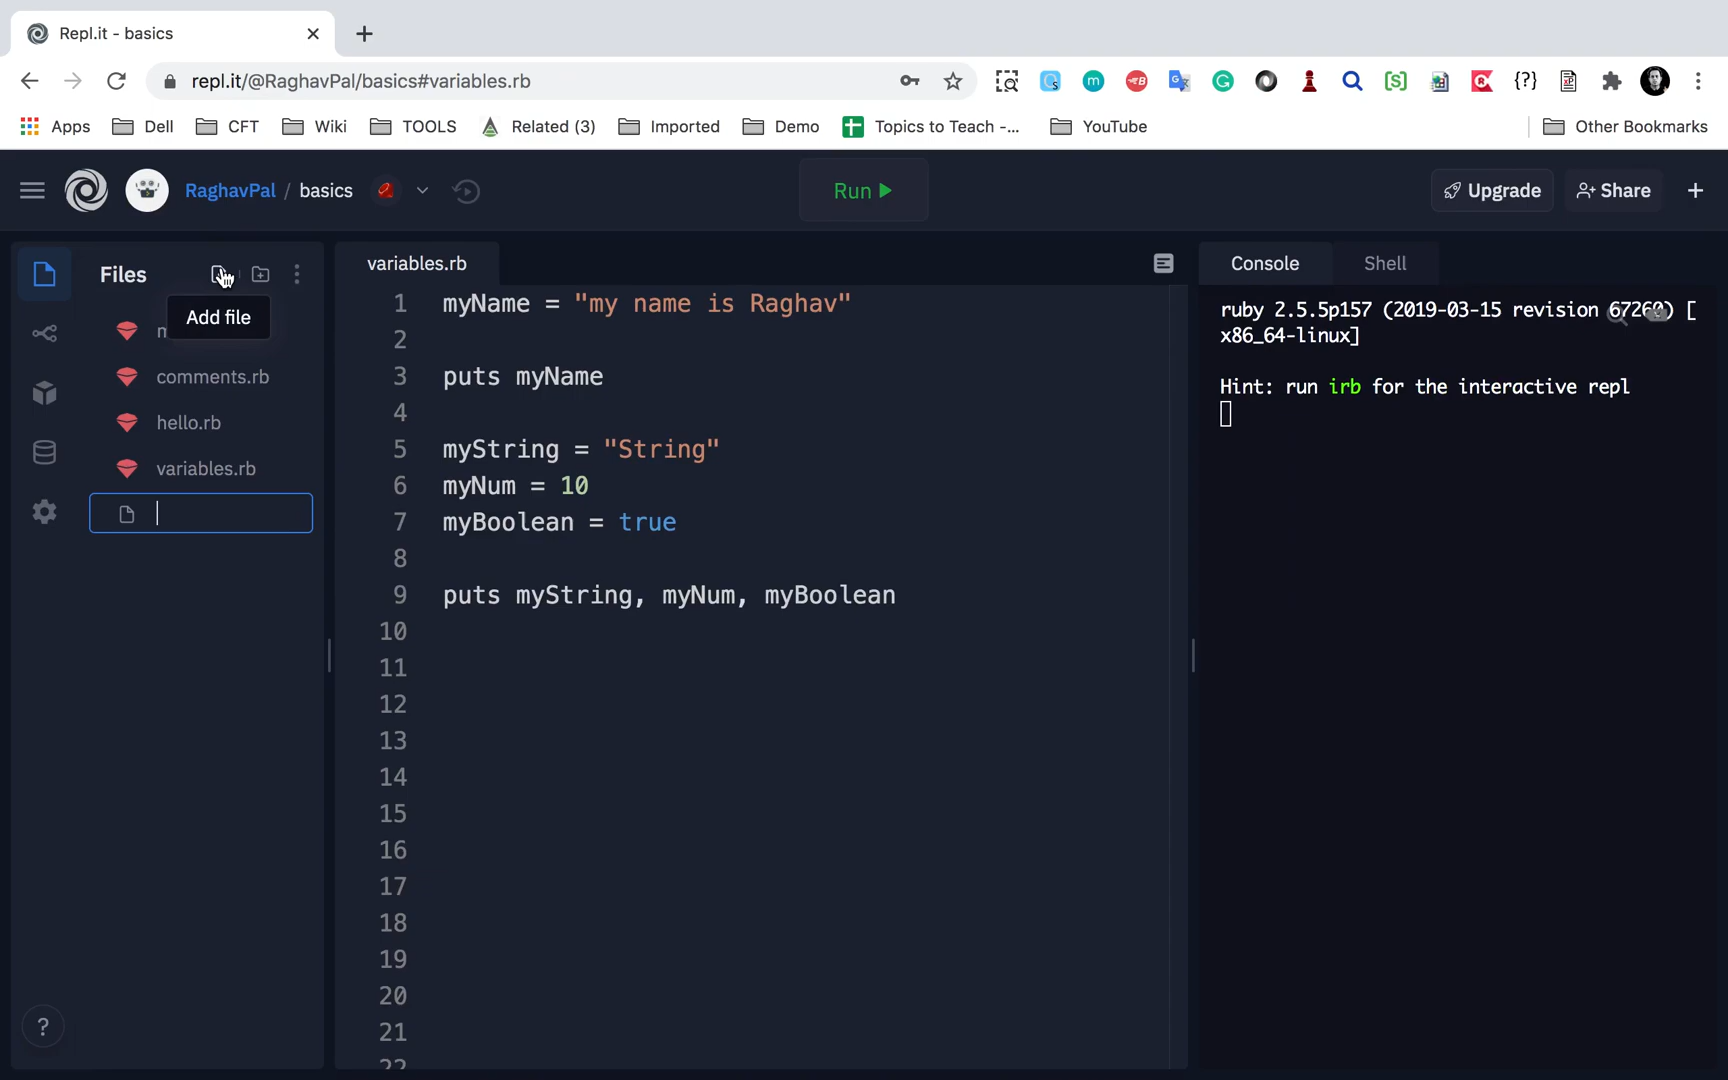 Repl.it - basics
repl.it/@RaghavPal/basics#variables.rb
Apps Dell CFT Wiki TOOLS Related (3) Imported Demo Topics to Teach -... YouTube Other Bookmarks
RaghavPal / basics Run Upgrade Share
Files
Add file
comments.rb
hello.rb
variables.rb
variables.rb
1 myName = "my name is Raghav"
2
3 puts myName
4
5 myString = "String"
6 myNum = 10
7 myBoolean = true
8
9 puts myString, myNum, myBoolean
10
11
12
13
14
15
16
17
18
19
20
21
22
Console Shell
ruby 2.5.5p157 (2019-03-15 revision 67260) [
x86_64-linux]
Hint: run irb for the interactive repl
?